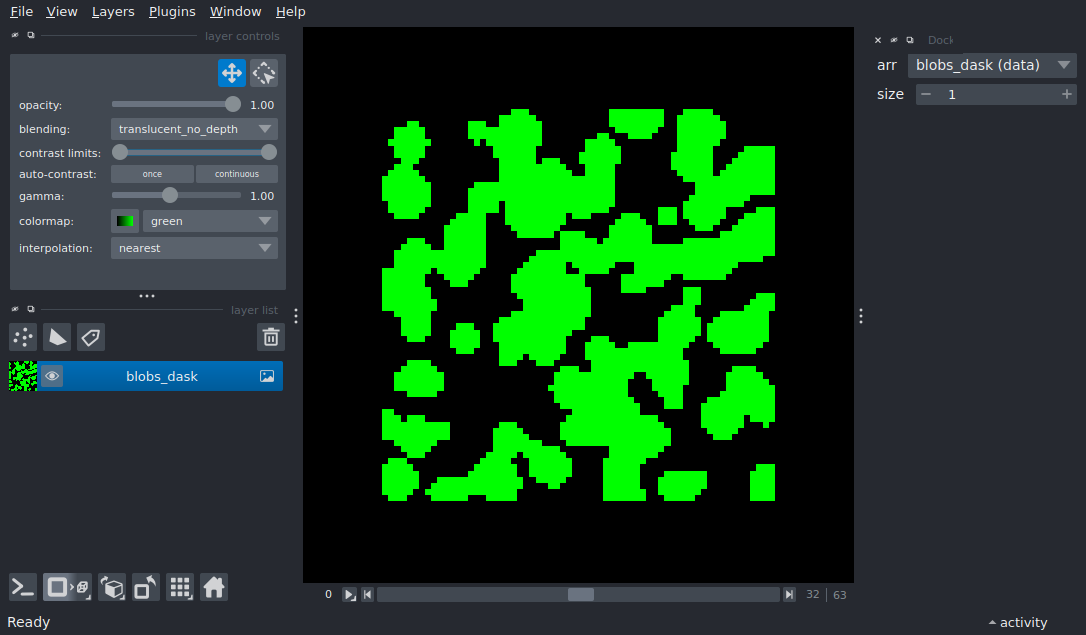 File View Layers Plugins Window Help
layer controls
opacity: 1.00
blending: translucent_no_depth
contrast limits:
auto-contrast: once continuous
gamma: 1.00
colormap: green
interpolation: nearest
layer list
blobs_dask
Dock
arr blobs_dask (data)
size 1
0 32 63
Ready
activity